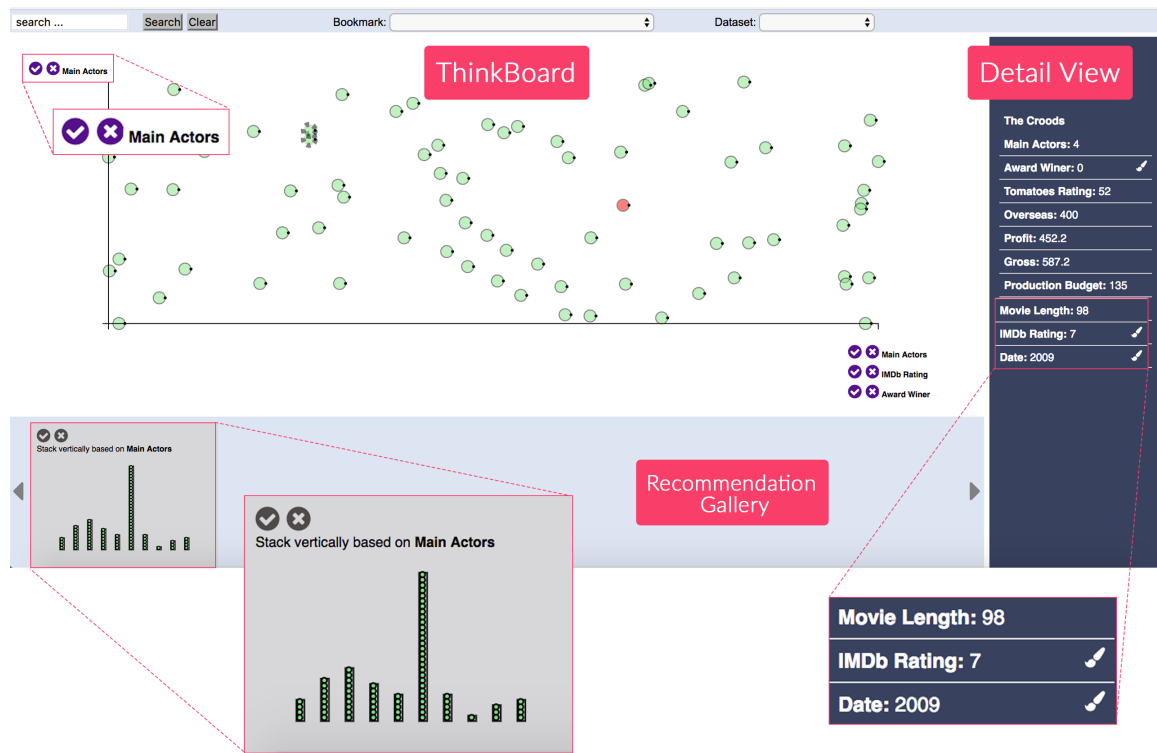 search ...
Search
Clear
Bookmark:
Dataset:
Main Actors
ThinkBoard
Detail View
Main Actors
The Croods
Main Actors: 4
Award Winer: 0
Tomatoes Rating: 52
Overseas: 400
Profit: 452.2
Gross: 587.2
Production Budget: 135
Movie Length: 98
IMDb Rating: 7
Date: 2009
Main Actors
IMDb Rating
Award Winer
Stack vertically based on Main Actors
Recommendation
Gallery
Stack vertically based on Main Actors
Movie Length: 98
IMDb Rating: 7
Date: 2009